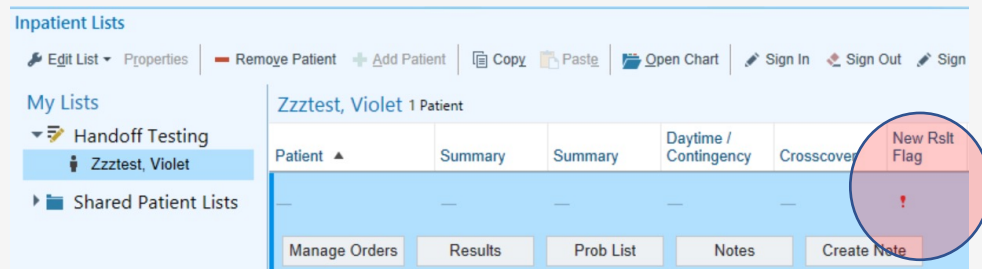 Inpatient Lists
Edit List Properties Remove Patient Add Patient Copy Paste Open Chart Sign In Sign Out Sign
My Lists
Handoff Testing
Zzztest, Violet
Shared Patient Lists
Zzztest, Violet 1 Patient
Patient Summary Summary Daytime / Contingency Crosscover New Rslt Flag
— — — — — !
Manage Orders Results Prob List Notes Create Note